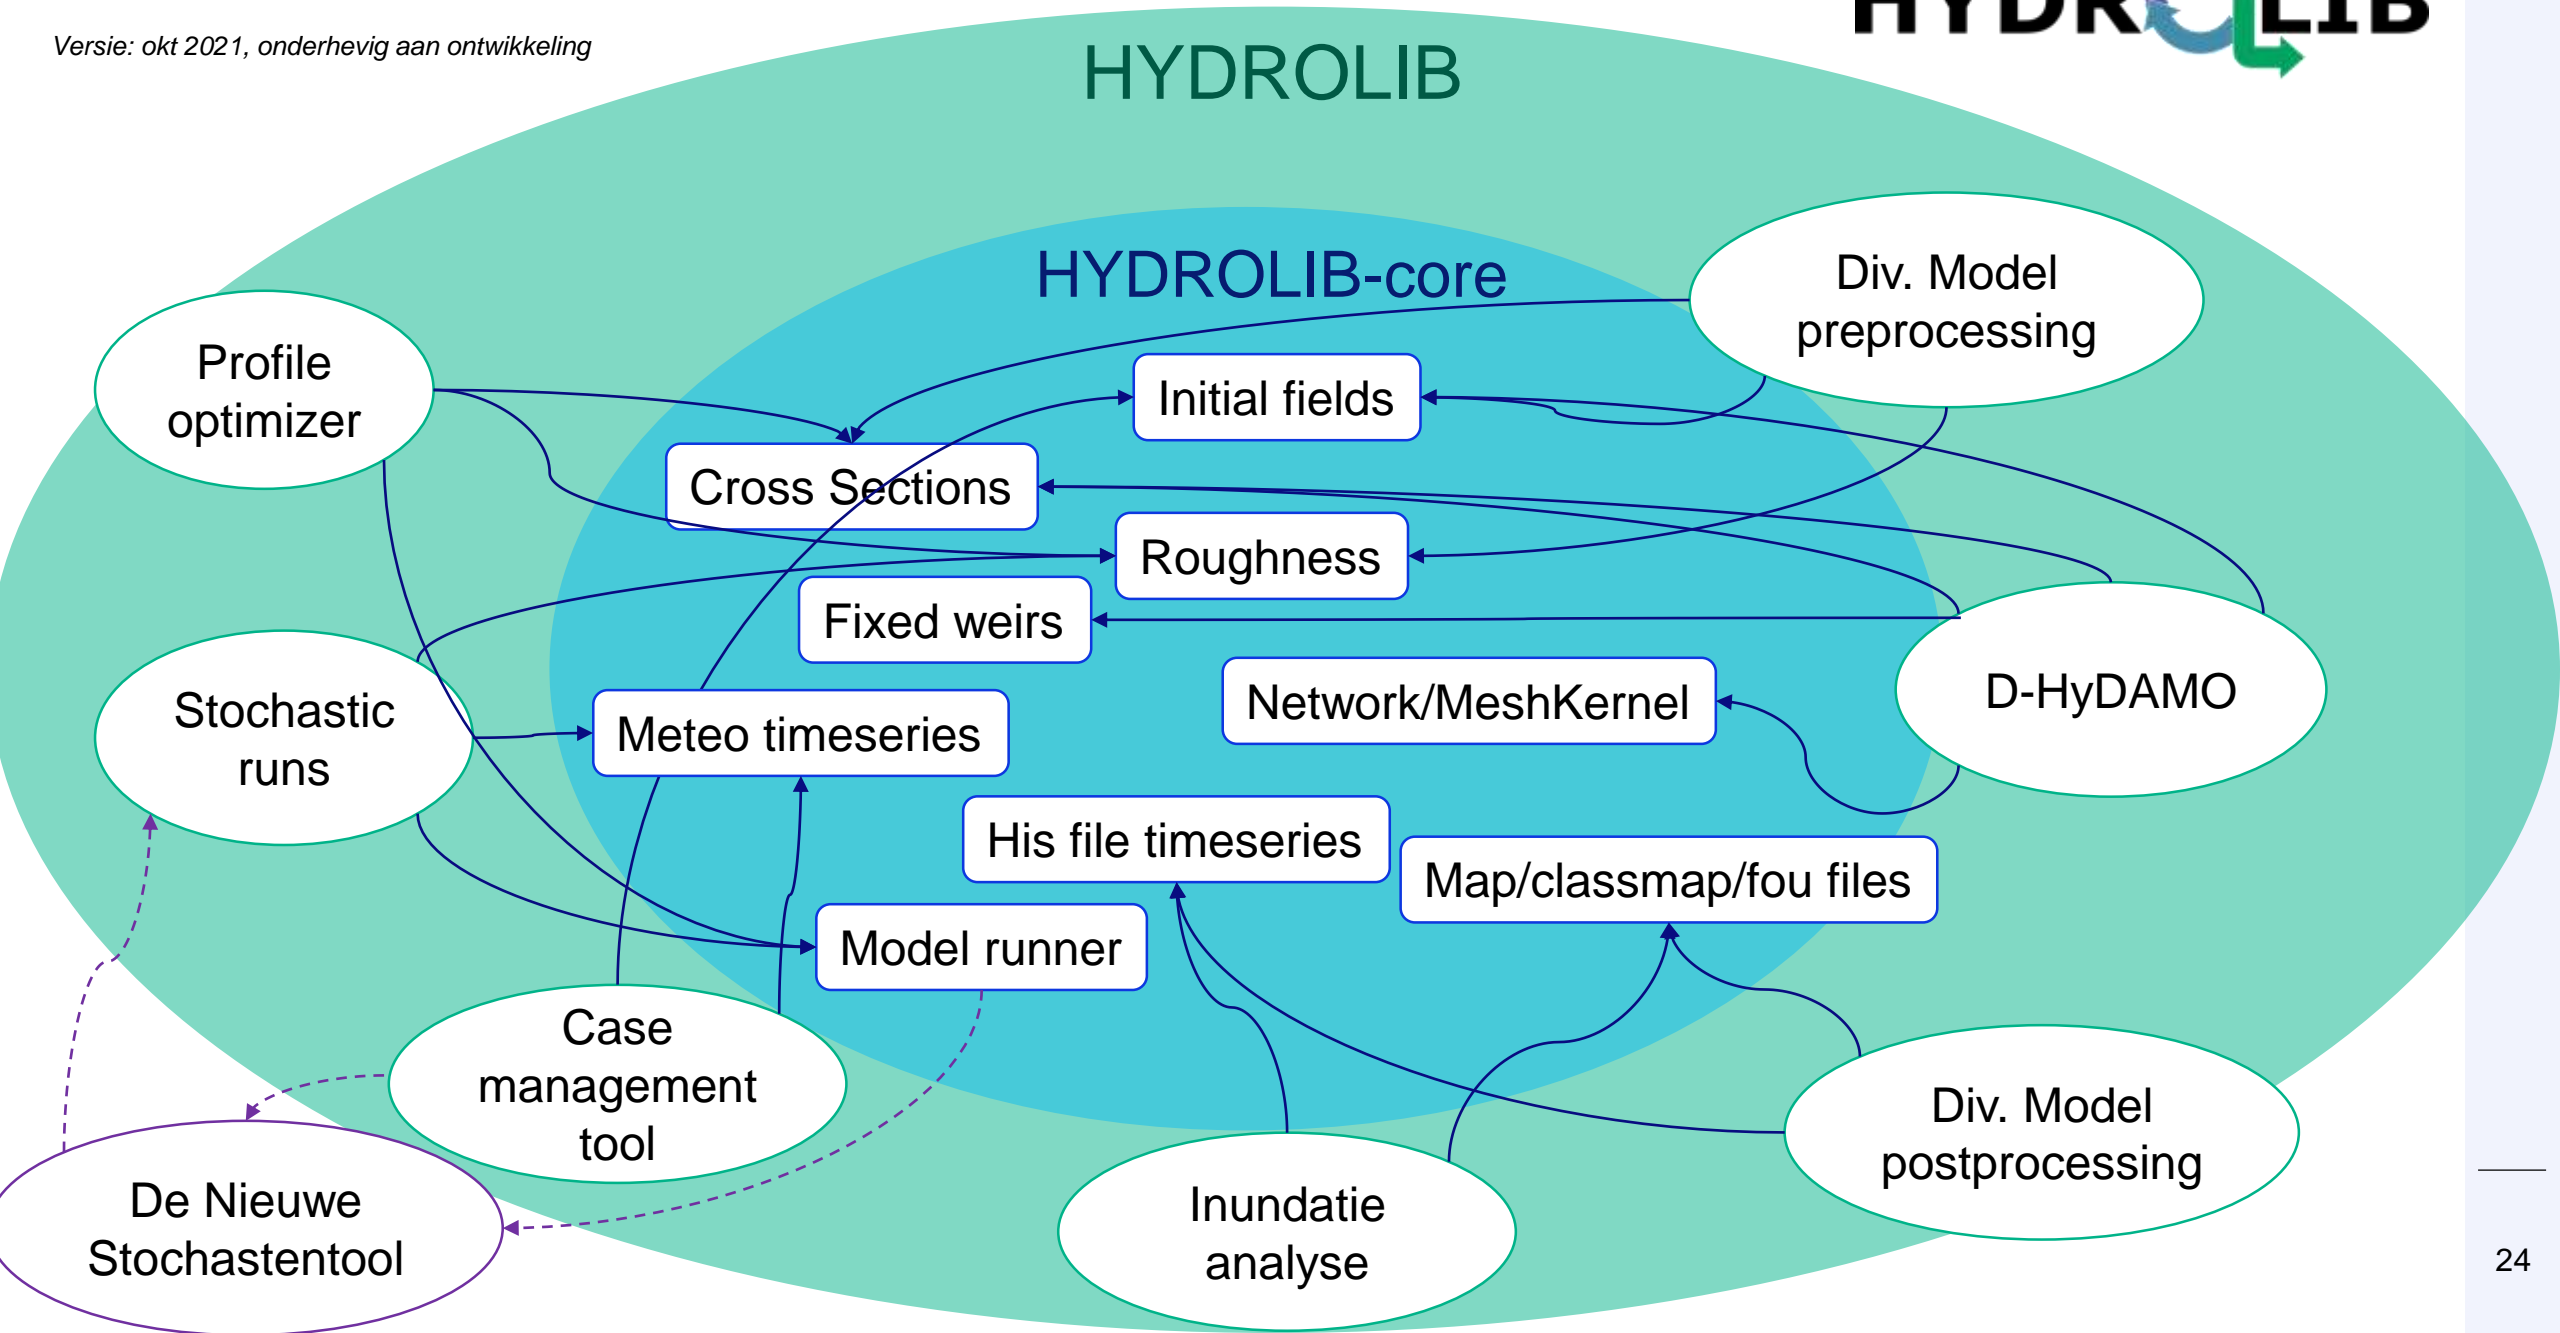 HYDROLIB
Versie: okt 2021, onderhevig aan ontwikkeling
HYDROLIB
HYDROLIB-core
Div. Model
preprocessing
Profile
optimizer
Initial fields
Cross Sections
Roughness
Fixed weirs
Stochastic
runs
Network/MeshKernel
D-HyDAMO
Meteo timeseries
His file timeseries
Map/classmap/fou files
Model runner
Case
management
tool
Div. Model
postprocessing
De Nieuwe
Stochastentool
Inundatie
analyse
24